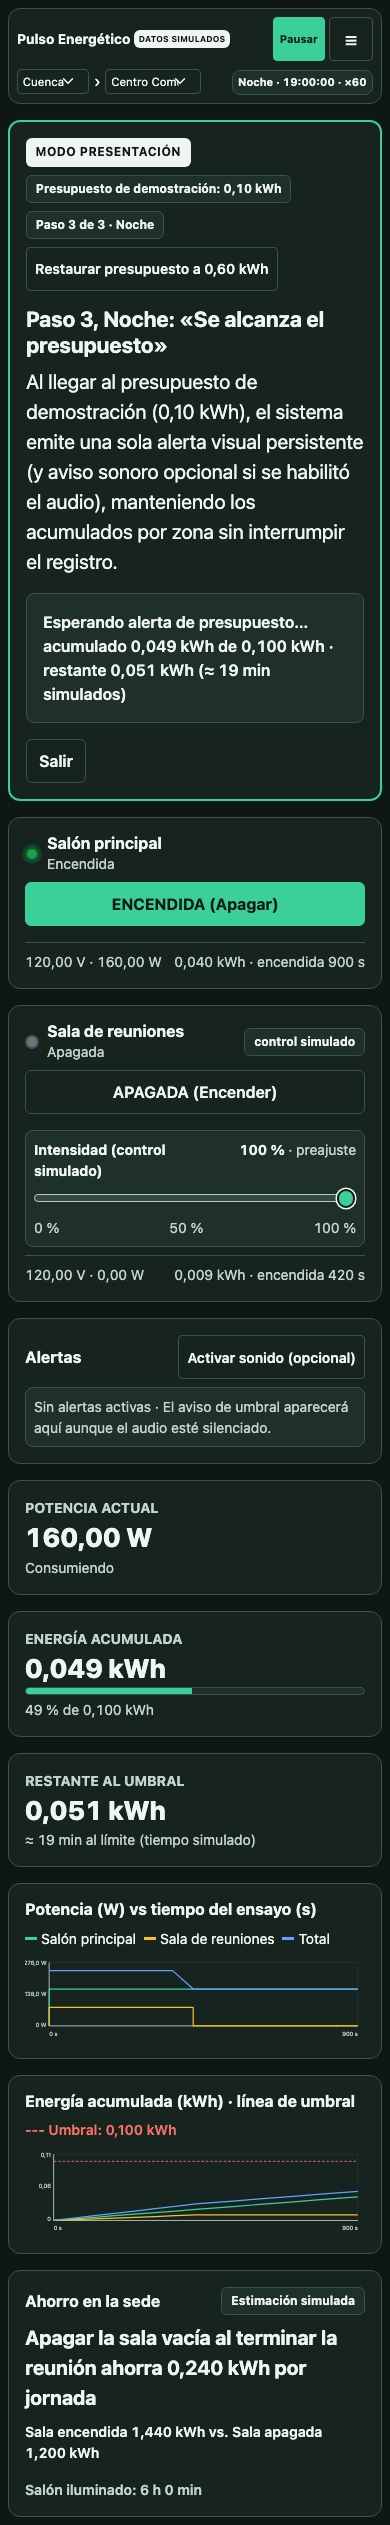 Pulso Energético DATOS SIMULADOS
Pausar
Cuenca › Centro Com
Noche · 19:00:00 · ×60
MODO PRESENTACIÓN
Presupuesto de demostración: 0,10 kWh
Paso 3 de 3 · Noche
Restaurar presupuesto a 0,60 kWh
Paso 3, Noche: «Se alcanza el
presupuesto»
Al llegar al presupuesto de
demostración (0,10 kWh), el sistema
emite una sola alerta visual persistente
(y aviso sonoro opcional si se habilitó
el audio), manteniendo los
acumulados por zona sin interrumpir
el registro.
Esperando alerta de presupuesto...
acumulado 0,049 kWh de 0,100 kWh ·
restante 0,051 kWh (≈ 19 min
simulados)
Salir
Salón principal
Encendida
ENCENDIDA (Apagar)
120,00 V · 160,00 W 0,040 kWh · encendida 900 s
Sala de reuniones
Apagada
control simulado
APAGADA (Encender)
Intensidad (control
simulado)
100 % · preajuste
0 % 50 % 100 %
120,00 V · 0,00 W 0,009 kWh · encendida 420 s
Alertas
Activar sonido (opcional)
Sin alertas activas · El aviso de umbral aparecerá
aquí aunque el audio esté silenciado.
POTENCIA ACTUAL
160,00 W
Consumiendo
ENERGÍA ACUMULADA
0,049 kWh
49 % de 0,100 kWh
RESTANTE AL UMBRAL
0,051 kWh
≈ 19 min al límite (tiempo simulado)
Potencia (W) vs tiempo del ensayo (s)
Salón principal Sala de reuniones Total
276,0 W
138,0 W
0 W
0 s 900 s
Energía acumulada (kWh) · línea de umbral
--- Umbral: 0,100 kWh
0,11
0,06
0
0 s 900 s
Ahorro en la sede
Estimación simulada
Apagar la sala vacía al terminar la
reunión ahorra 0,240 kWh por
jornada
Sala encendida 1,440 kWh vs. Sala apagada
1,200 kWh
Salón iluminado: 6 h 0 min